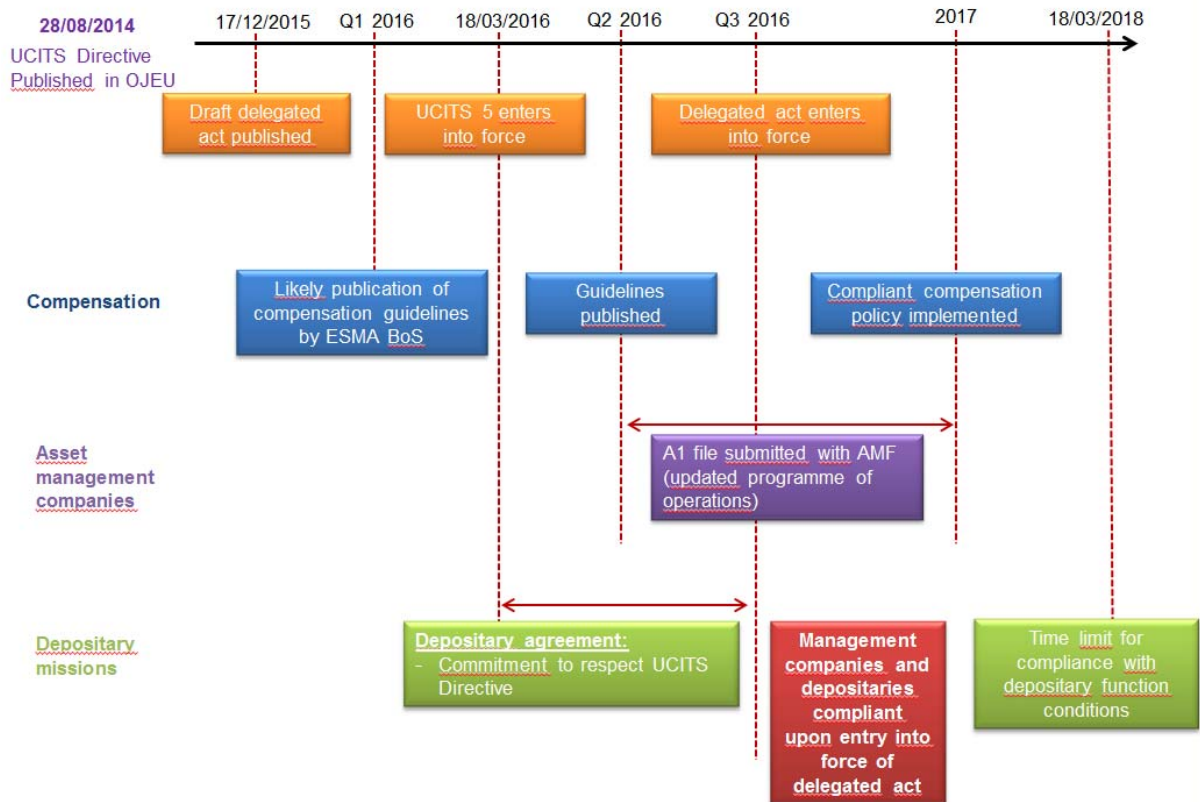 28/08/2014
UCITS Directive
Published in OJEU
17/12/2015
Q1 2016
18/03/2016
Q2 2016
Q3 2016
2017
18/03/2018
Draft delegated
act published
UCITS 5 enters
into force
Delegated act enters
into force
Compensation
Likely publication of
compensation guidelines
by ESMA BoS
Guidelines
published
Compliant compensation
policy implemented
Asset
management
companies
A1 file submitted with AMF
(updated programme of
operations)
Depositary
missions
Depositary agreement:
- Commitment to respect UCITS
Directive
Management
companies and
depositaries
compliant
upon entry into
force of
delegated act
Time limit for
compliance with
depositary function
conditions